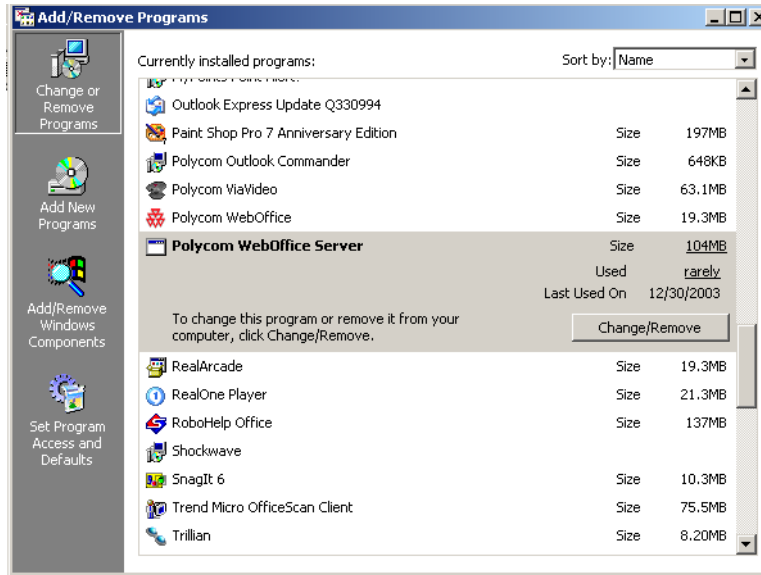 Add/Remove Programs
Change or
Remove
Programs
Add New
Programs
Add/Remove
Windows
Components
Set Program
Access and
Defaults
Currently installed programs:
Sort by: Name
Outlook Express Update Q330994
Paint Shop Pro 7 Anniversary Edition Size 197MB
Polycom Outlook Commander Size 648KB
Polycom ViaVideo Size 63.1MB
Polycom WebOffice Size 19.3MB
Polycom WebOffice Server Size 104MB
Used rarely
Last Used On 12/30/2003
To change this program or remove it from your
computer, click Change/Remove.
Change/Remove
RealArcade Size 19.3MB
RealOne Player Size 21.3MB
RoboHelp Office Size 137MB
Shockwave
SnagIt 6 Size 10.3MB
Trend Micro OfficeScan Client Size 75.5MB
Trillian Size 8.20MB